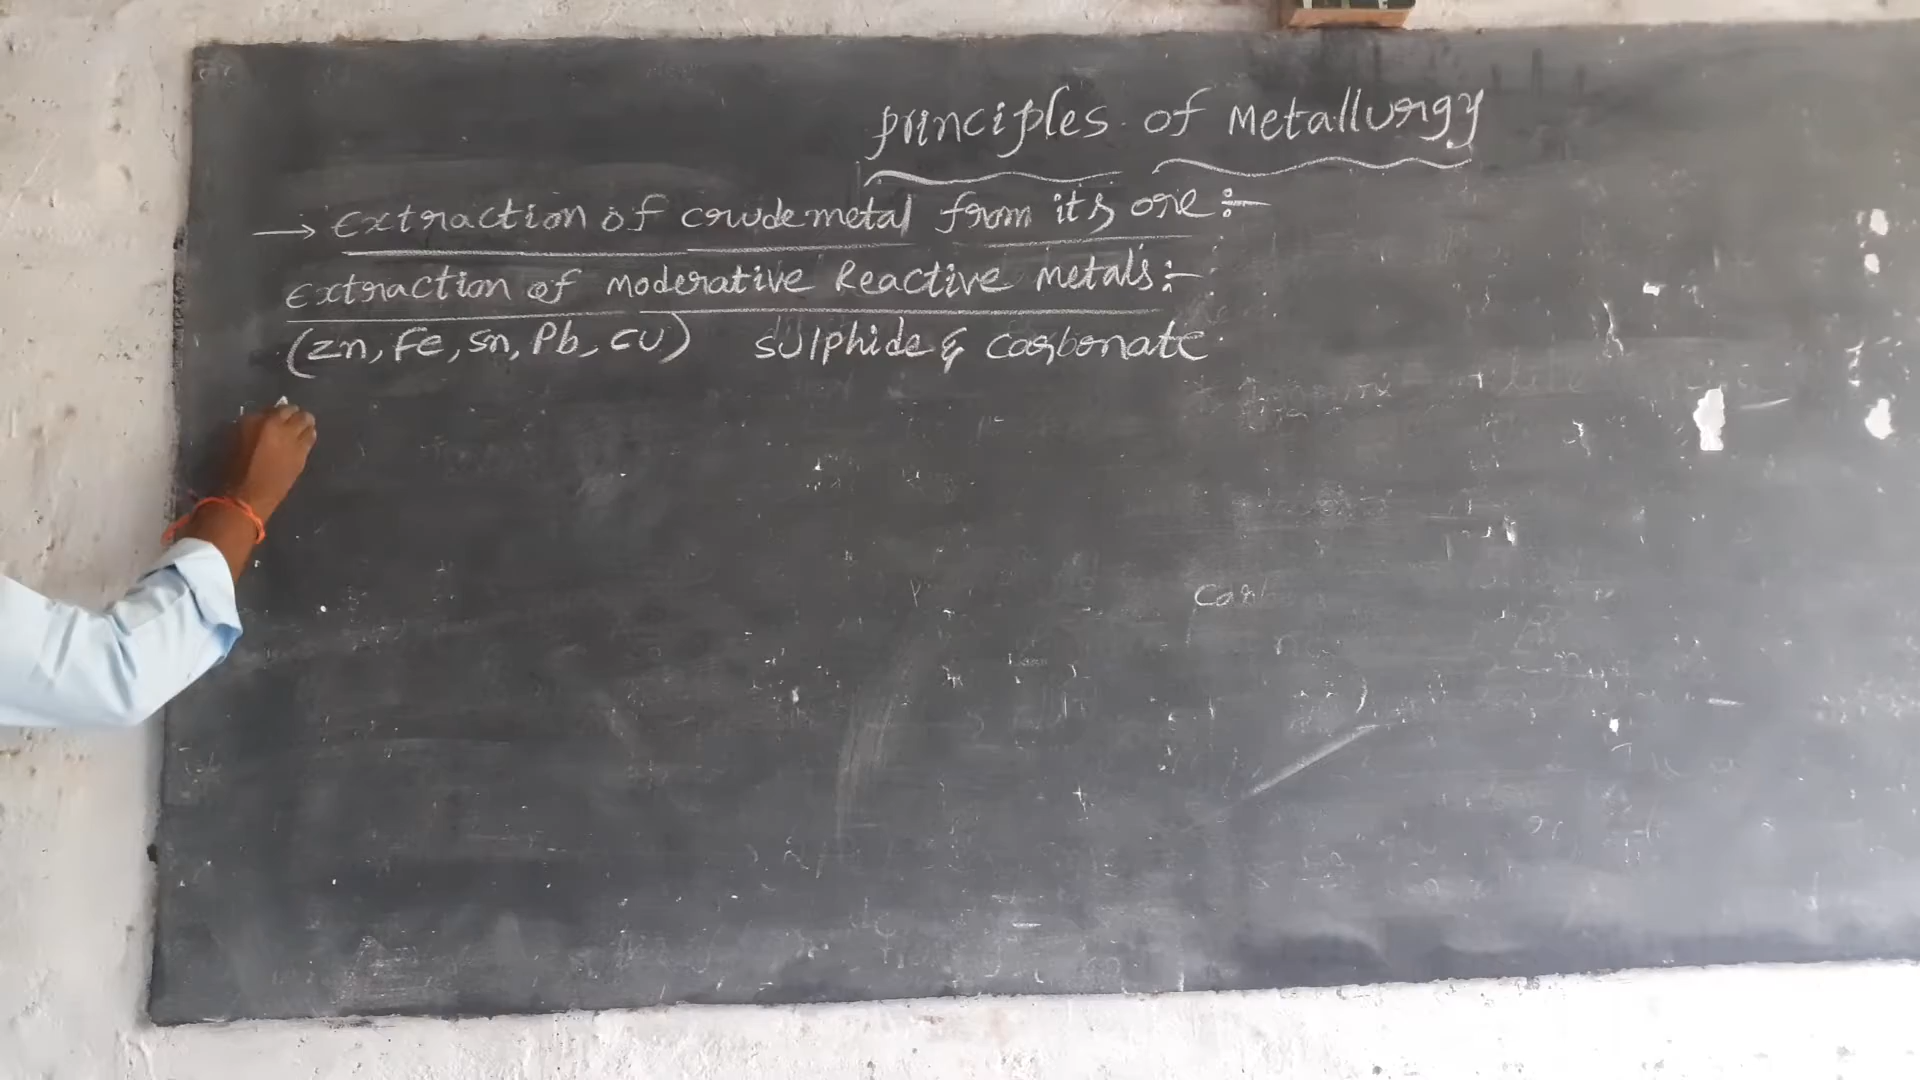 principles of Metallurgy
→ Extraction of crude metal from its ore :-
Extraction of moderative Reactive metals :-
(Zn, Fe, Sn, Pb, Cu) sulphide & carbonate